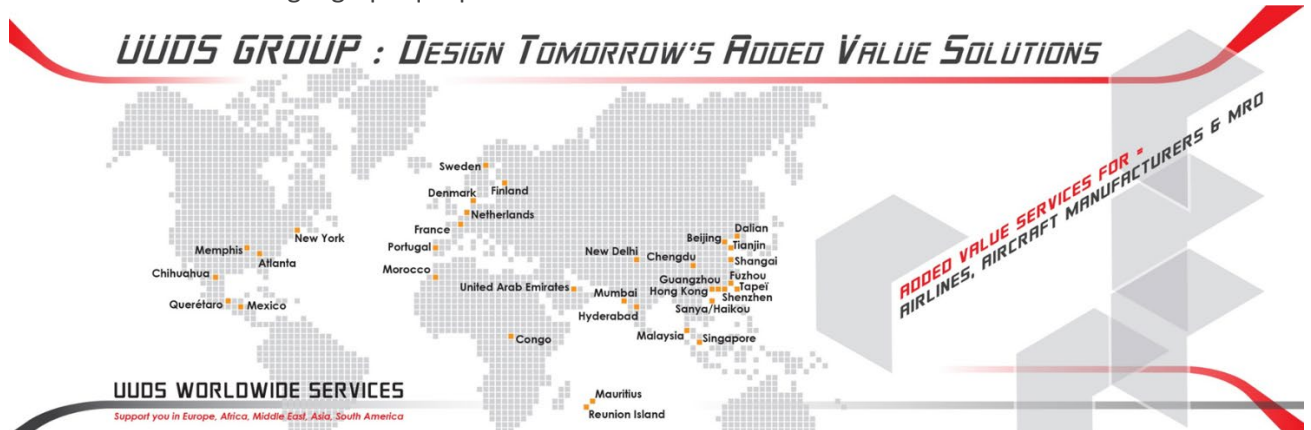 UUDS GROUP : DESIGN TOMORROW'S ADDED VALUE SOLUTIONS
ADDED VALUE SERVICES FOR -
AIRLINES, AIRCRAFT MANUFACTURERS & MRO
Sweden
Finland
Denmark
Netherlands
France
Portugal
Morocco
New York
Memphis
Atlanta
Chihuahua
Querétaro
Mexico
Dalian
Beijing
Tianjin
New Delhi
Chengdu
Shangai
Guangzhou
Fuzhou
United Arab Emirates
Mumbai
Hong Kong
Tapeï
Shenzhen
Hyderabad
Sanya/Haikou
Malaysia
Singapore
Congo
Mauritius
Reunion Island
UUDS WORLDWIDE SERVICES
Support you in Europe, Africa, Middle East, Asia, South America